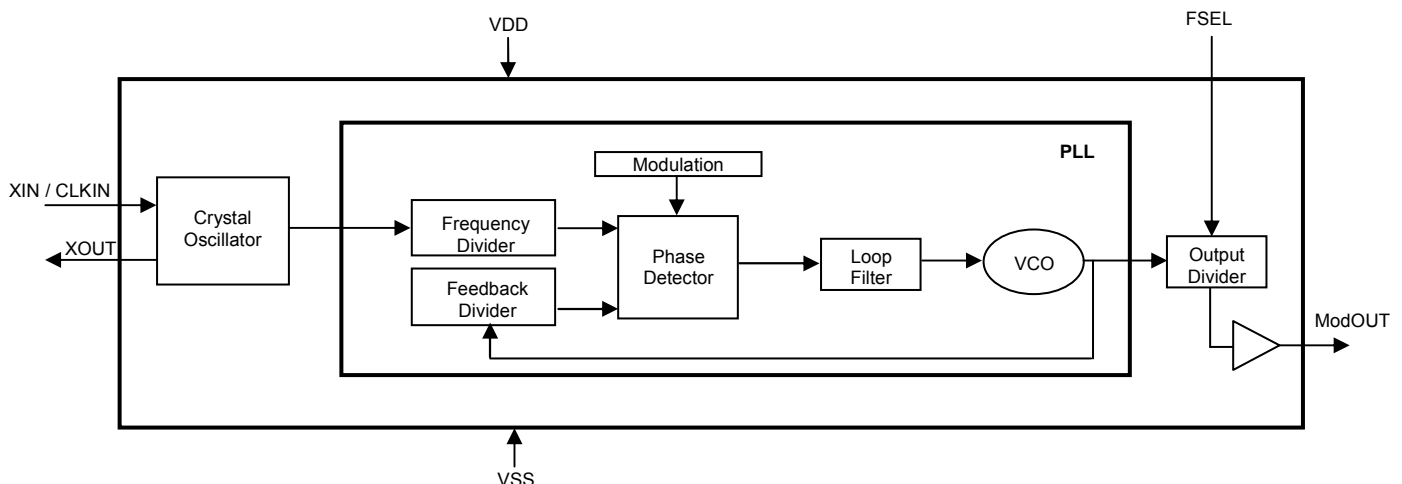 VDD
FSEL
PLL
Modulation
XIN / CLKIN
Crystal
Oscillator
XOUT
Frequency
Divider
Phase
Detector
Loop
Filter
VCO
Output
Divider
Feedback
Divider
ModOUT
VSS